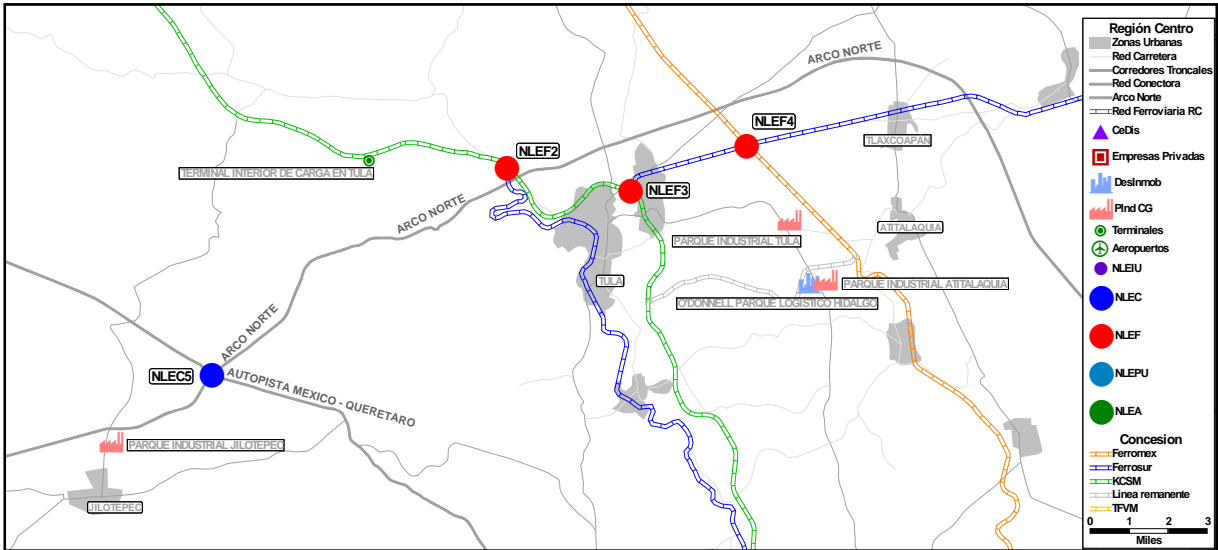 ARCO NORTE
NLEF4
NLEF2
TLAXCOAPAN
TERMINAL INTERIOR DE CARGA EN TULA
NLEF3
ARCO NORTE
ATITALAQUIA
PARQUE INDUSTRIAL TULA
TULA
PARQUE INDUSTRIAL ATITALAQUIA
O'DONNELL PARQUE LOGISTICO HIDALGO
ARCO NORTE
NLEC5
AUTOPISTA MEXICO - QUERETARO
PARQUE INDUSTRIAL JILOTEPEC
JILOTEPEC
Región Centro
Zonas Urbanas
Red Carretera
Corredores Troncales
Red Conectora
Arco Norte
Red Ferroviaria RC
CeDis
Empresas Privadas
DesInmob
PInd CG
Terminales
Aeropuertos
NLEIU
NLEC
NLEF
NLEPU
NLEA
Concesion
Ferromex
Ferrosur
KCSM
Linea remanente
TFVM
0 1 2 3
Miles